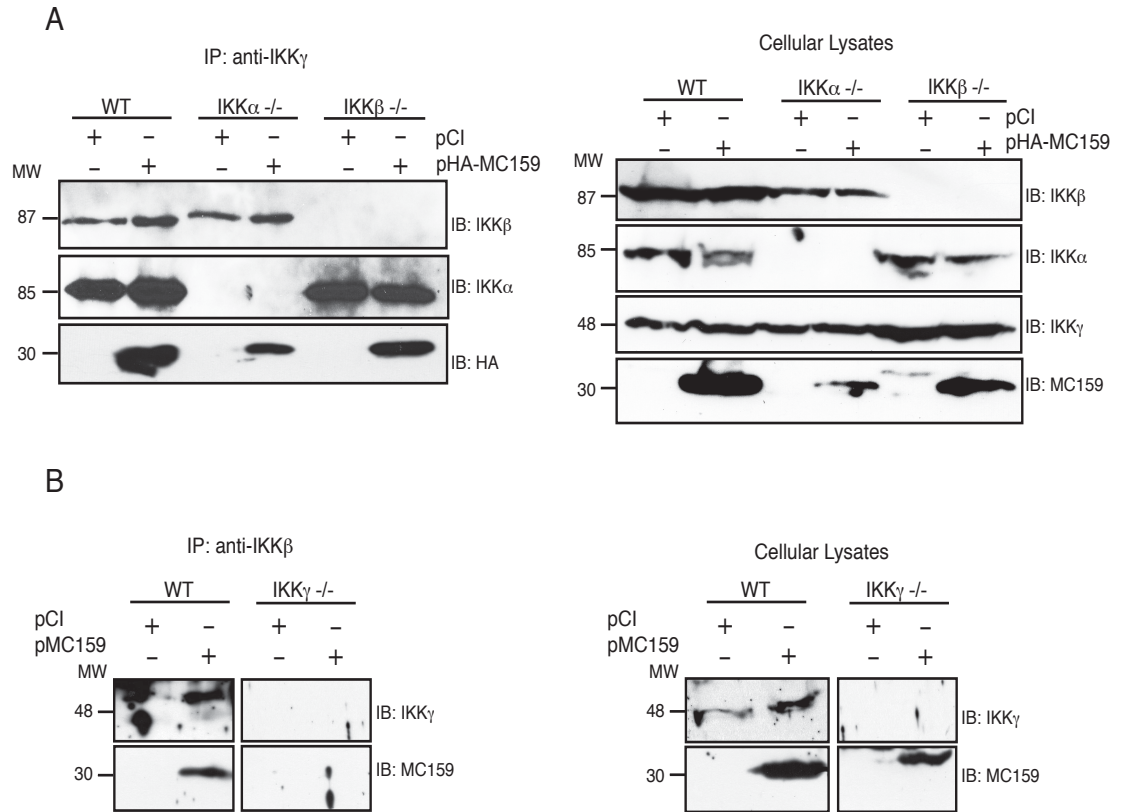 A
IP: anti-IKKγ
WT IKKα -/- IKKβ -/-
+ – + – + – pCI
– + – + – + pHA-MC159
MW
87 IB: IKKβ
85 IB: IKKα
30 IB: HA
Cellular Lysates
WT IKKα -/- IKKβ -/-
+ – + – + – pCI
– + – + – + pHA-MC159
MW
87 IB: IKKβ
85 IB: IKKα
48 IB: IKKγ
30 IB: MC159
B
IP: anti-IKKβ
WT IKKγ -/-
pCI + – + –
pMC159 – + – +
MW
48 IB: IKKγ
30 IB: MC159
Cellular Lysates
WT IKKγ -/-
pCI + – + –
pMC159 – + – +
MW
48 IB: IKKγ
30 IB: MC159